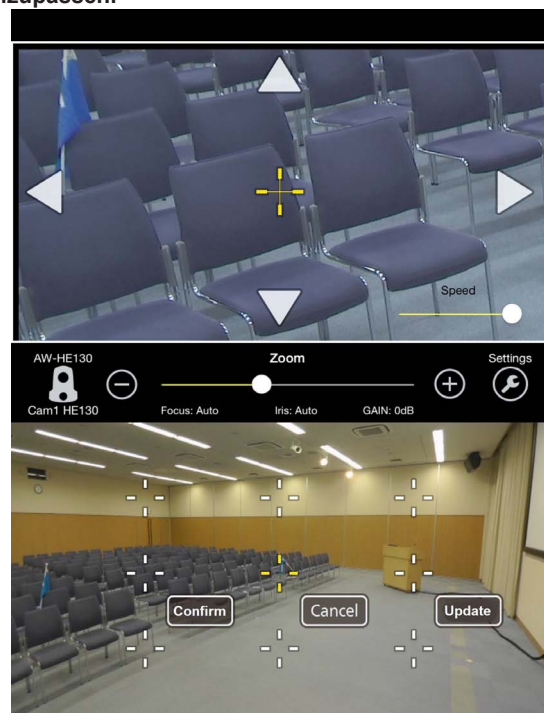 Speed
AW-HE130
Zoom
Settings
Cam1 HE130
Focus: Auto
Iris: Auto
GAIN: 0dB
Confirm
Cancel
Update